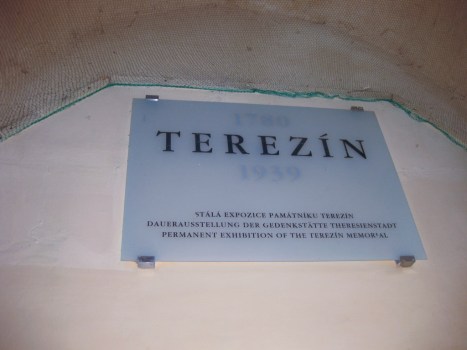 1780
TEREZÍN
1939
STÁLÁ EXPOZICE PAMÁTNÍKU TEREZÍN
DAUERAUSSTELLUNG DER GEDENKSTÄTTE THERESIENSTADT
PERMANENT EXHIBITION OF THE TEREZÍN MEMORIAL